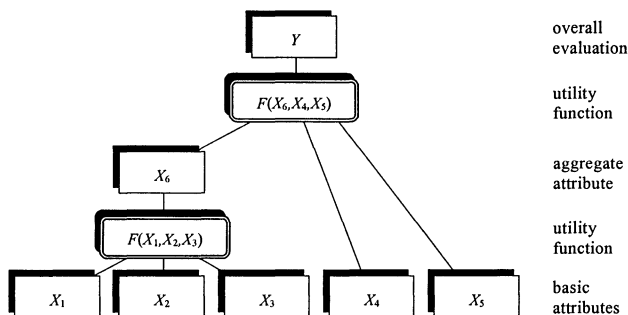 Y
overall
evaluation
F(X6,X4,X5)
utility
function
X6
aggregate
attribute
F(X1,X2,X3)
utility
function
X1 X2 X3 X4 X5
basic
attributes